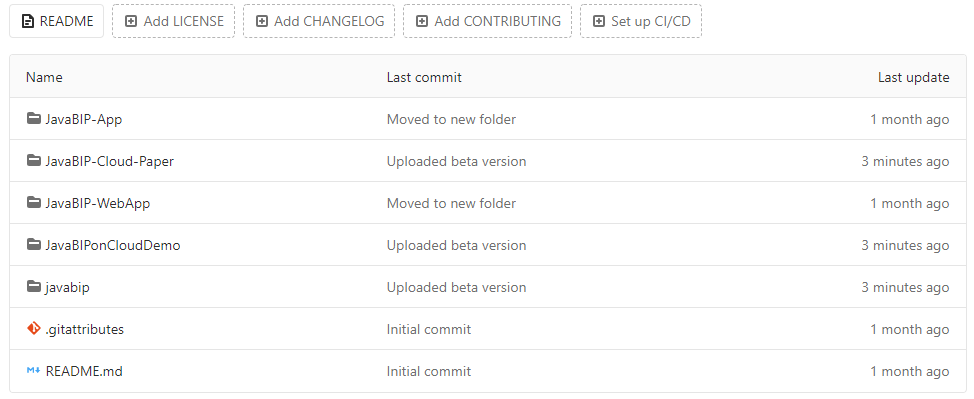 README Add LICENSE Add CHANGELOG Add CONTRIBUTING Set up CI/CD
Name Last commit Last update
JavaBIP-App Moved to new folder 1 month ago
JavaBIP-Cloud-Paper Uploaded beta version 3 minutes ago
JavaBIP-WebApp Moved to new folder 1 month ago
JavaBIPonCloudDemo Uploaded beta version 3 minutes ago
javabip Uploaded beta version 3 minutes ago
.gitattributes Initial commit 1 month ago
README.md Initial commit 1 month ago